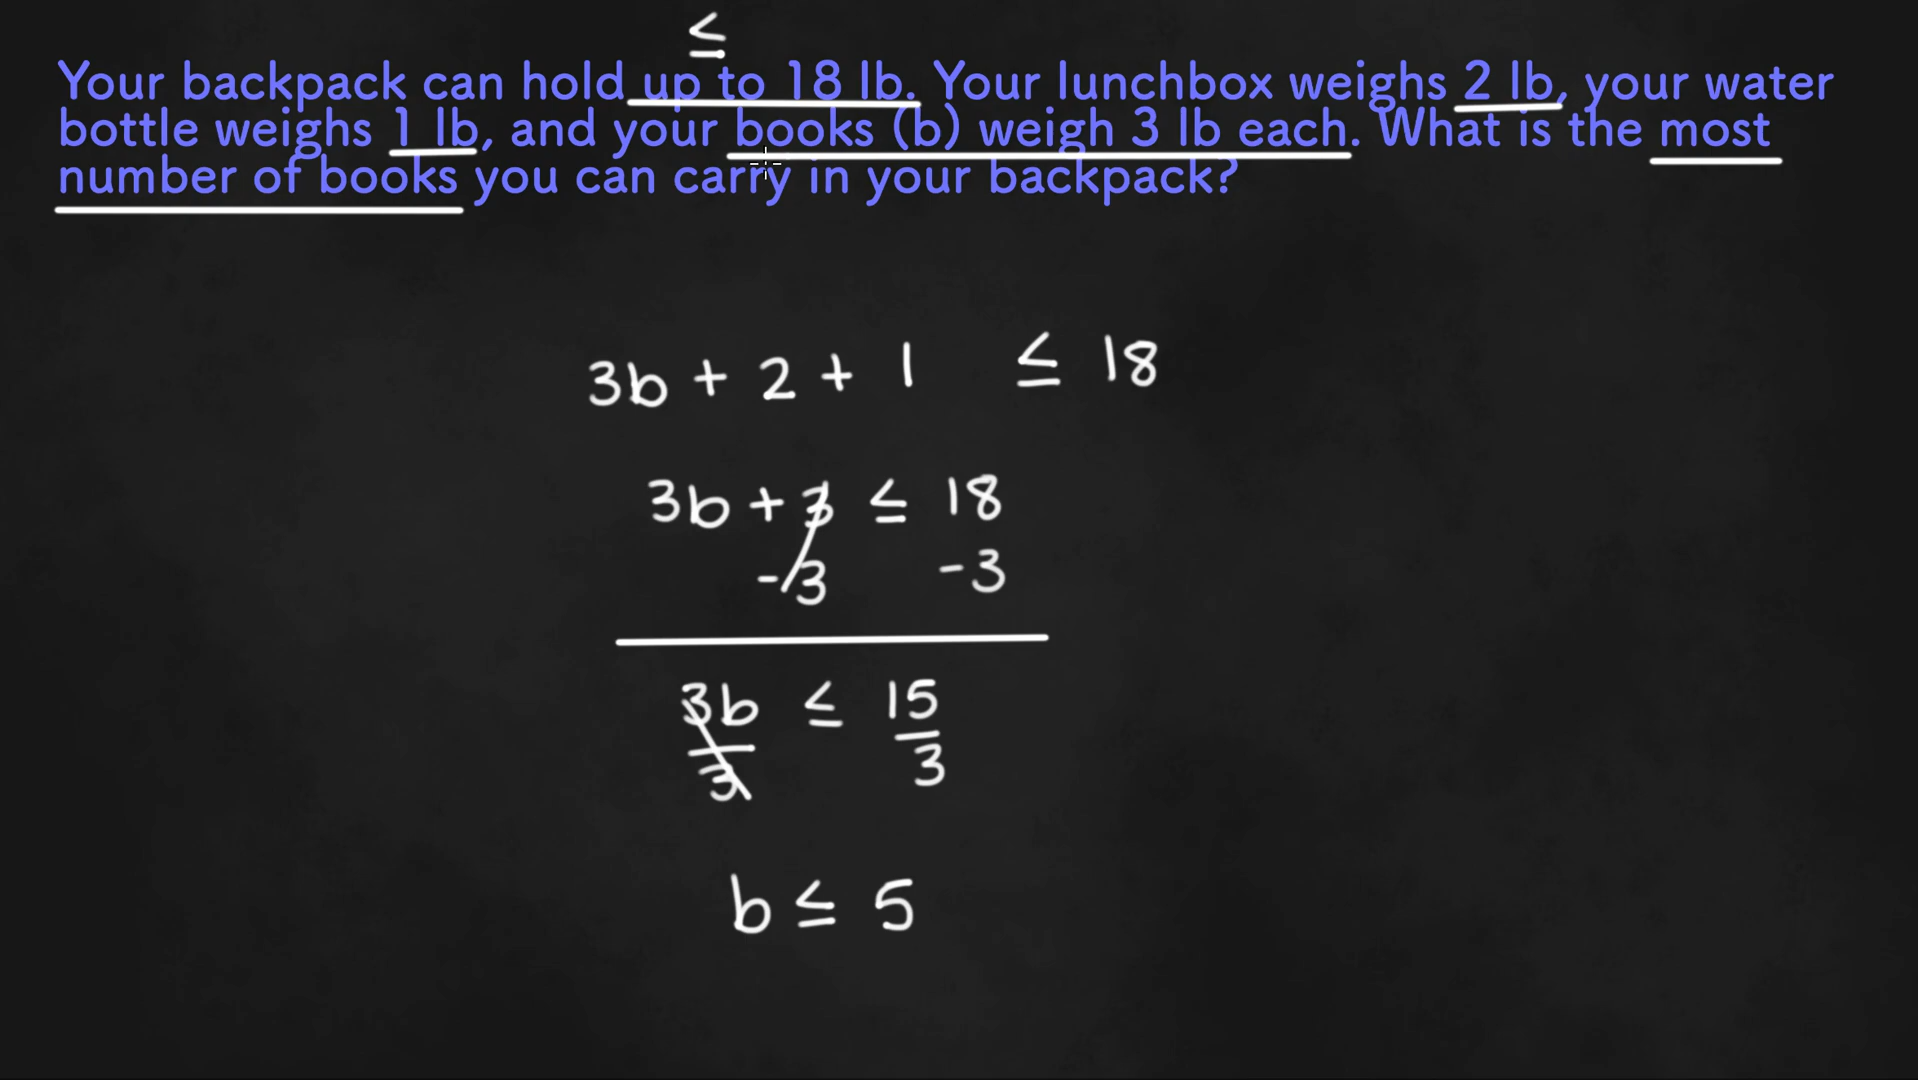 ≤
Your backpack can hold up to 18 lb. Your lunchbox weighs 2 lb, your water
bottle weighs 1 lb, and your books (b) weigh 3 lb each. What is the most
number of books you can carry in your backpack?
3b + 2 + 1 ≤ 18
3b + 3 ≤ 18
-3 -3
3b ≤ 15
3 3
b ≤ 5